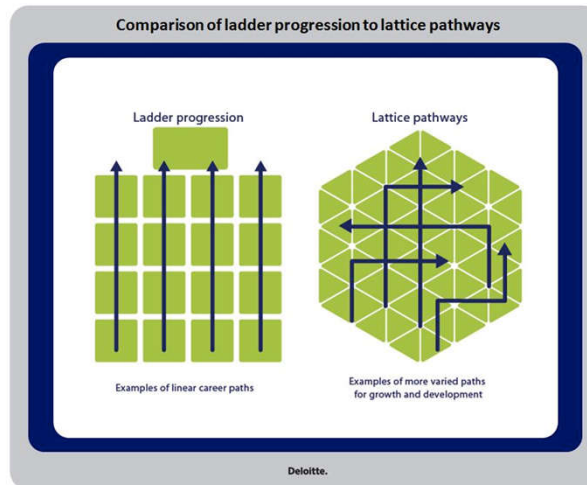 Comparison of ladder progression to lattice pathways
Ladder progression
Lattice pathways
Examples of linear career paths
Examples of more varied paths
for growth and development
Deloitte.